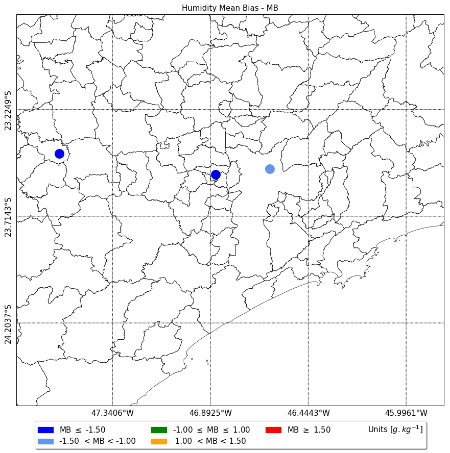 Humidity Mean Bias - MB
23.2249°S
23.7143°S
24.2037°S
47.3406°W
46.8925°W
46.4443°W
45.9961°W
MB ≤ -1.50
-1.50 < MB < -1.00
-1.00 ≤ MB ≤ 1.00
1.00 < MB < 1.50
MB ≥ 1.50
Units [g.kg⁻¹]